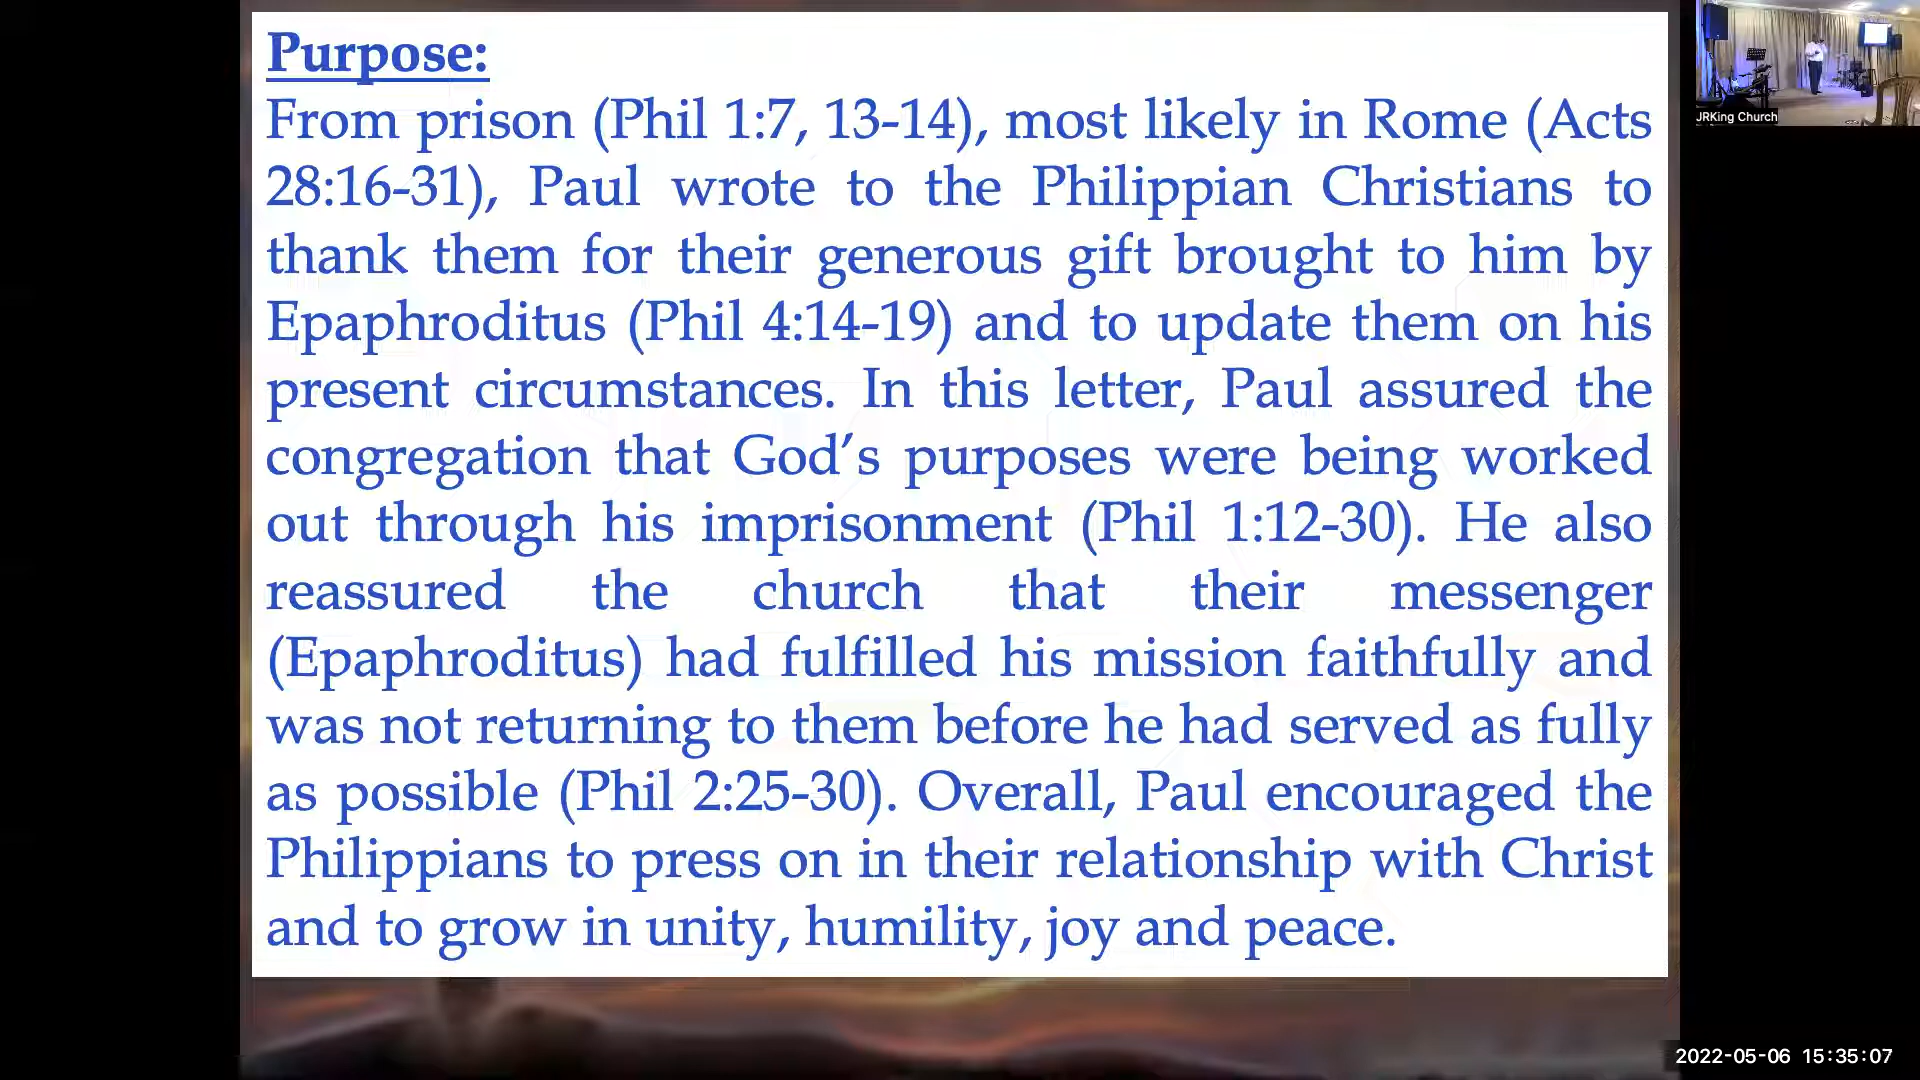 Purpose:
From prison (Phil 1:7, 13-14), most likely in Rome (Acts
28:16-31), Paul wrote to the Philippian Christians to
thank them for their generous gift brought to him by
Epaphroditus (Phil 4:14-19) and to update them on his
present circumstances. In this letter, Paul assured the
congregation that God’s purposes were being worked
out through his imprisonment (Phil 1:12-30). He also
reassured the church that their messenger
(Epaphroditus) had fulfilled his mission faithfully and
was not returning to them before he had served as fully
as possible (Phil 2:25-30). Overall, Paul encouraged the
Philippians to press on in their relationship with Christ
and to grow in unity, humility, joy and peace.
JRKing Church
2022-05-06 15:35:07